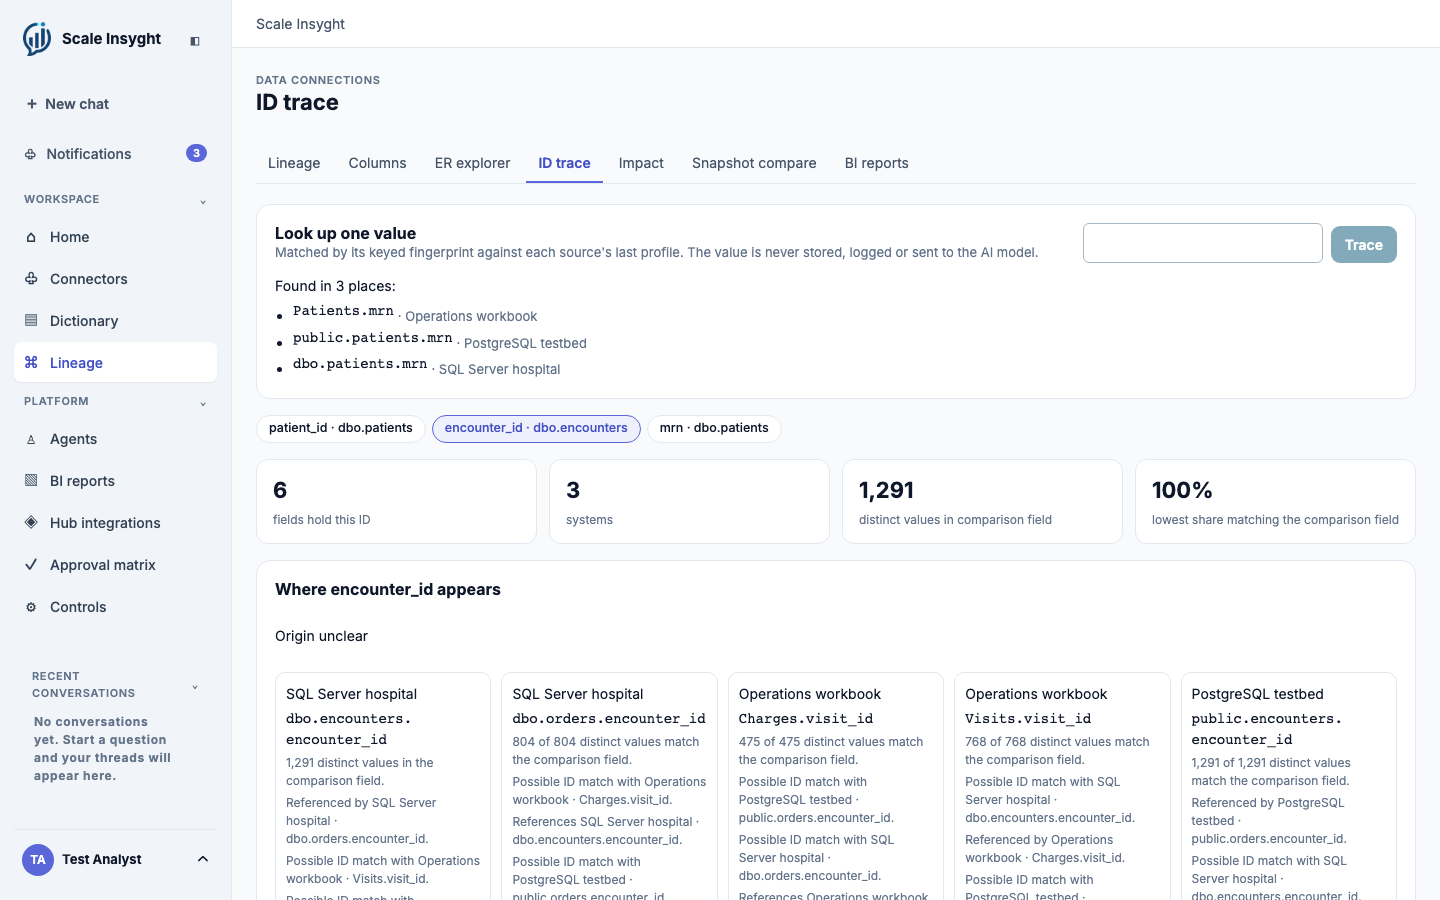 Scale Insyght
New chat
Notifications
3
WORKSPACE
Home
Connectors
Dictionary
Lineage
PLATFORM
Agents
BI reports
Hub integrations
Approval matrix
Controls
RECENT
CONVERSATIONS
No conversations
yet. Start a question
and your threads will
appear here.
TA
Test Analyst
Scale Insyght
DATA CONNECTIONS
ID trace
Lineage
Columns
ER explorer
ID trace
Impact
Snapshot compare
BI reports
Look up one value
Matched by its keyed fingerprint against each source's last profile. The value is never stored, logged or sent to the AI model.
Trace
Found in 3 places:
Patients.mrn · Operations workbook
public.patients.mrn · PostgreSQL testbed
dbo.patients.mrn · SQL Server hospital
patient_id · dbo.patients
encounter_id · dbo.encounters
mrn · dbo.patients
6
fields hold this ID
3
systems
1,291
distinct values in comparison field
100%
lowest share matching the comparison field
Where encounter_id appears
Origin unclear
SQL Server hospital
dbo.encounters.
encounter_id
1,291 distinct values in the
comparison field.
Referenced by SQL Server
hospital ·
dbo.orders.encounter_id.
Possible ID match with Operations
workbook · Visits.visit_id.
Possible ID match with
SQL Server hospital
dbo.orders.encounter_id
804 of 804 distinct values match
the comparison field.
Possible ID match with Operations
workbook · Charges.visit_id.
References SQL Server hospital ·
dbo.encounters.encounter_id.
Possible ID match with
PostgreSQL testbed ·
public.orders.encounter_id.
Operations workbook
Charges.visit_id
475 of 475 distinct values match
the comparison field.
Possible ID match with
PostgreSQL testbed ·
public.orders.encounter_id.
Possible ID match with SQL
Server hospital ·
dbo.orders.encounter_id.
References Operations workbook
Operations workbook
Visits.visit_id
768 of 768 distinct values match
the comparison field.
Possible ID match with SQL
Server hospital ·
dbo.encounters.encounter_id.
Referenced by Operations
workbook · Charges.visit_id.
Possible ID match with
PostgreSQL testbed ·
PostgreSQL testbed
public.encounters.
encounter_id
1,291 of 1,291 distinct values
match the comparison field.
Referenced by PostgreSQL
testbed ·
public.orders.encounter_id.
Possible ID match with SQL
Server hospital ·
dbo.encounters.encounter_id.